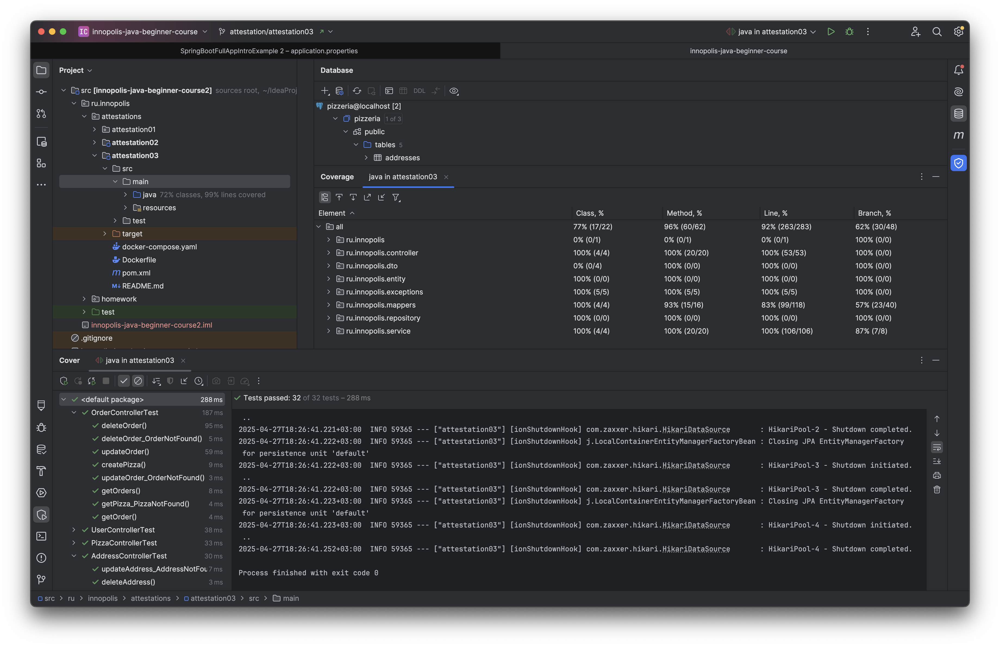 IC innopolis-java-beginner-course attestation/attestation03 java in attestation03
SpringBootFullAppIntroExample 2 – application.properties innopolis-java-beginner-course
Project
src [innopolis-java-beginner-course2] sources root, ~/IdeaProj
ru.innopolis
attestations
attestation01
attestation02
attestation03
src
main
java 72% classes, 99% lines covered
resources
test
target
docker-compose.yaml
Dockerfile
pom.xml
README.md
homework
test
innopolis-java-beginner-course2.iml
.gitignore
Database
DDL
pizzeria@localhost [2]
pizzeria 1 of 3
public
tables 5
addresses
Coverage java in attestation03
Element Class, % Method, % Line, % Branch, %
all 77% (17/22) 96% (60/62) 92% (263/283) 62% (30/48)
ru.innopolis 0% (0/1) 0% (0/1) 0% (0/1) 100% (0/0)
ru.innopolis.controller 100% (4/4) 100% (20/20) 100% (53/53) 100% (0/0)
ru.innopolis.dto 0% (0/4) 100% (0/0) 100% (0/0) 100% (0/0)
ru.innopolis.entity 100% (0/0) 100% (0/0) 100% (0/0) 100% (0/0)
ru.innopolis.exceptions 100% (5/5) 100% (5/5) 100% (5/5) 100% (0/0)
ru.innopolis.mappers 100% (4/4) 93% (15/16) 83% (99/118) 57% (23/40)
ru.innopolis.repository 100% (0/0) 100% (0/0) 100% (0/0) 100% (0/0)
ru.innopolis.service 100% (4/4) 100% (20/20) 100% (106/106) 87% (7/8)
Cover java in attestation03
<default package> 288 ms
OrderControllerTest 187 ms
deleteOrder() 95 ms
deleteOrder_OrderNotFound() 5 ms
updateOrder() 59 ms
createPizza() 9 ms
updateOrder_OrderNotFound() 3 ms
getOrders() 8 ms
getPizza_PizzaNotFound() 4 ms
getOrder() 4 ms
UserControllerTest 38 ms
PizzaControllerTest 33 ms
AddressControllerTest 30 ms
updateAddress_AddressNotFou 7 ms
deleteAddress() 3 ms
Tests passed: 32 of 32 tests – 288 ms
..
2025-04-27T18:26:41.221+03:00 INFO 59365 --- ["attestation03"] [ionShutdownHook] com.zaxxer.hikari.HikariDataSource : HikariPool-2 - Shutdown completed.
2025-04-27T18:26:41.222+03:00 INFO 59365 --- ["attestation03"] [ionShutdownHook] j.LocalContainerEntityManagerFactoryBean : Closing JPA EntityManagerFactory
for persistence unit 'default'
2025-04-27T18:26:41.222+03:00 INFO 59365 --- ["attestation03"] [ionShutdownHook] com.zaxxer.hikari.HikariDataSource : HikariPool-3 - Shutdown initiated.
..
2025-04-27T18:26:41.222+03:00 INFO 59365 --- ["attestation03"] [ionShutdownHook] com.zaxxer.hikari.HikariDataSource : HikariPool-3 - Shutdown completed.
2025-04-27T18:26:41.223+03:00 INFO 59365 --- ["attestation03"] [ionShutdownHook] j.LocalContainerEntityManagerFactoryBean : Closing JPA EntityManagerFactory
for persistence unit 'default'
2025-04-27T18:26:41.223+03:00 INFO 59365 --- ["attestation03"] [ionShutdownHook] com.zaxxer.hikari.HikariDataSource : HikariPool-4 - Shutdown initiated.
..
2025-04-27T18:26:41.252+03:00 INFO 59365 --- ["attestation03"] [ionShutdownHook] com.zaxxer.hikari.HikariDataSource : HikariPool-4 - Shutdown completed.
Process finished with exit code 0
src > ru > innopolis > attestations > attestation03 > src > main